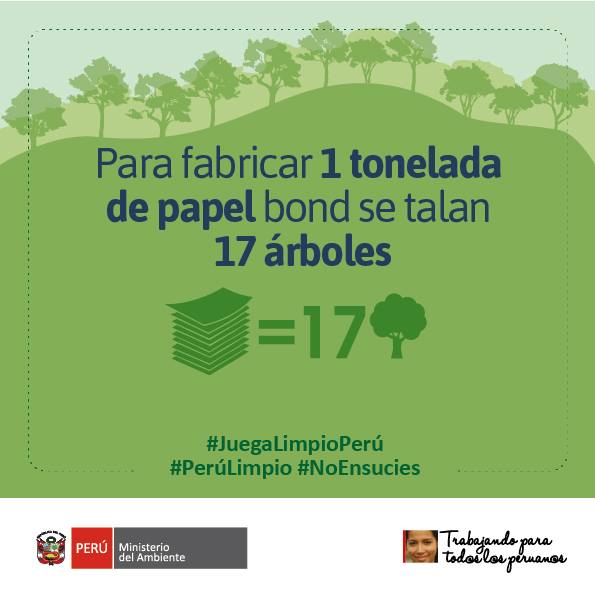 Para fabricar 1 tonelada
de papel bond se talan
17 árboles
=17
#JuegaLimpioPerú
#PerúLimpio #NoEnsucies
PERÚ
Ministerio
del Ambiente
Trabajando para
todos los peruanos